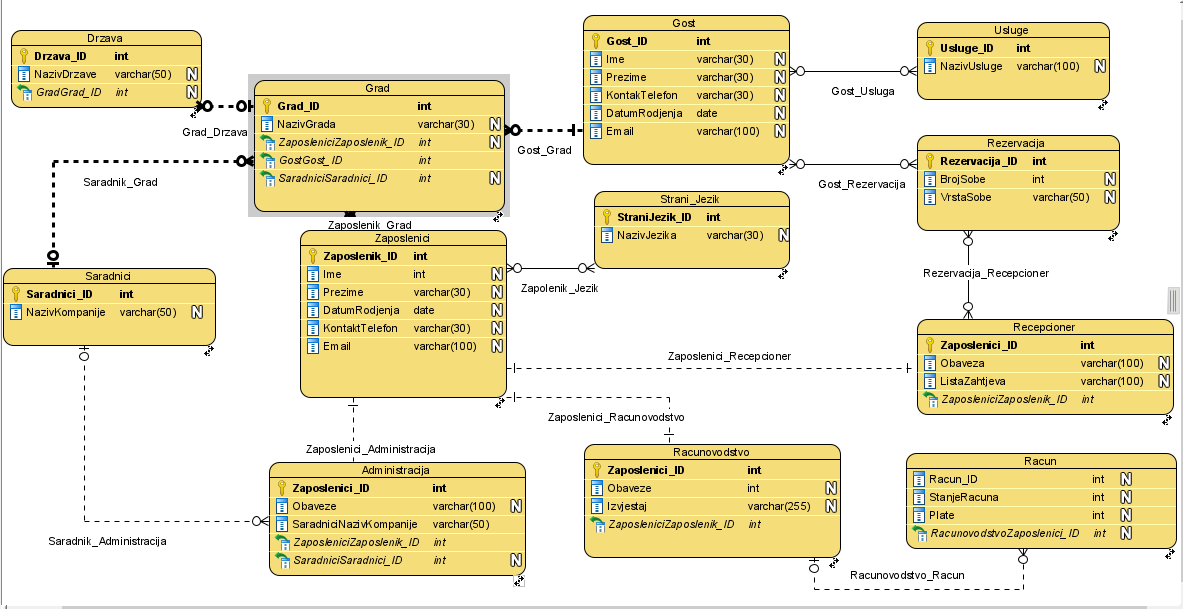 Drzava
Drzava_ID int
NazivDrzave varchar(50) N
GradGrad_ID int N
Grad_Drzava
Grad
Grad_ID int
NazivGrada varchar(30) N
ZaposleniciZaposlenik_ID int N
GostGost_ID int
SaradniciSaradnici_ID int N
Gost_Grad
Gost
Gost_ID int
Ime varchar(30) N
Prezime varchar(30) N
KontakTelefon varchar(30) N
DatumRodjenja date N
Email varchar(100) N
Gost_Usluga
Usluge
Usluge_ID int
NazivUsluge varchar(100) N
Gost_Rezervacija
Rezervacija
Rezervacija_ID int
BrojSobe int N
VrstaSobe varchar(50) N
Saradnik_Grad
Zaposlenik_Grad
Strani_Jezik
StraniJezik_ID int
NazivJezika varchar(30) N
Zaposlenici
Zaposlenik_ID int
Ime int N
Prezime varchar(30) N
DatumRodjenja date N
KontaktTelefon varchar(30) N
Email varchar(100) N
Zapolenik_Jezik
Rezervacija_Recepcioner
Saradnici
Saradnici_ID int
NazivKompanije varchar(50) N
Recepcioner
Zaposlenici_ID int
Obaveza varchar(100) N
ListaZahtjeva varchar(100) N
ZaposleniciZaposlenik_ID int
Zaposlenici_Recepcioner
Zaposlenici_Racunovodstvo
Zaposlenici_Administracija
Administracija
Zaposlenici_ID int
Obaveze varchar(100) N
SaradniciNazivKompanije varchar(50)
ZaposleniciZaposlenik_ID int
SaradniciSaradnici_ID int N
Saradnik_Administracija
Racunovodstvo
Zaposlenici_ID int
Obaveze int N
Izvjestaj varchar(255) N
ZaposleniciZaposlenik_ID int
Racun
Racun_ID int N
StanjeRacuna int N
Plate int N
RacunovodstvoZaposlenici_ID int N
Racunovodstvo_Racun